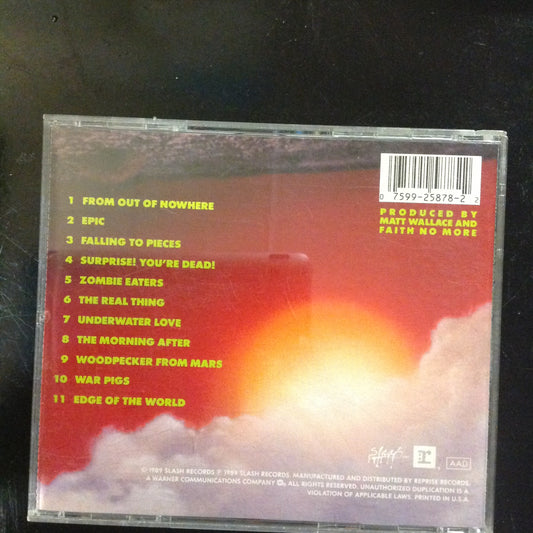 0 7599-25878-2 2
PRODUCED BY
MATT WALLACE AND
FAITH NO MORE
1 FROM OUT OF NOWHERE
2 EPIC
3 FALLING TO PIECES
4 SURPRISE! YOU'RE DEAD!
5 ZOMBIE EATERS
6 THE REAL THING
7 UNDERWATER LOVE
8 THE MORNING AFTER
9 WOODPECKER FROM MARS
10 WAR PIGS
11 EDGE OF THE WORLD
Slash
r
AAD
© 1989 SLASH RECORDS ℗ 1989 SLASH RECORDS. MANUFACTURED AND DISTRIBUTED BY REPRISE RECORDS,
A WARNER COMMUNICATIONS COMPANY. ALL RIGHTS RESERVED. UNAUTHORIZED DUPLICATION IS A
VIOLATION OF APPLICABLE LAWS. PRINTED IN U.S.A.